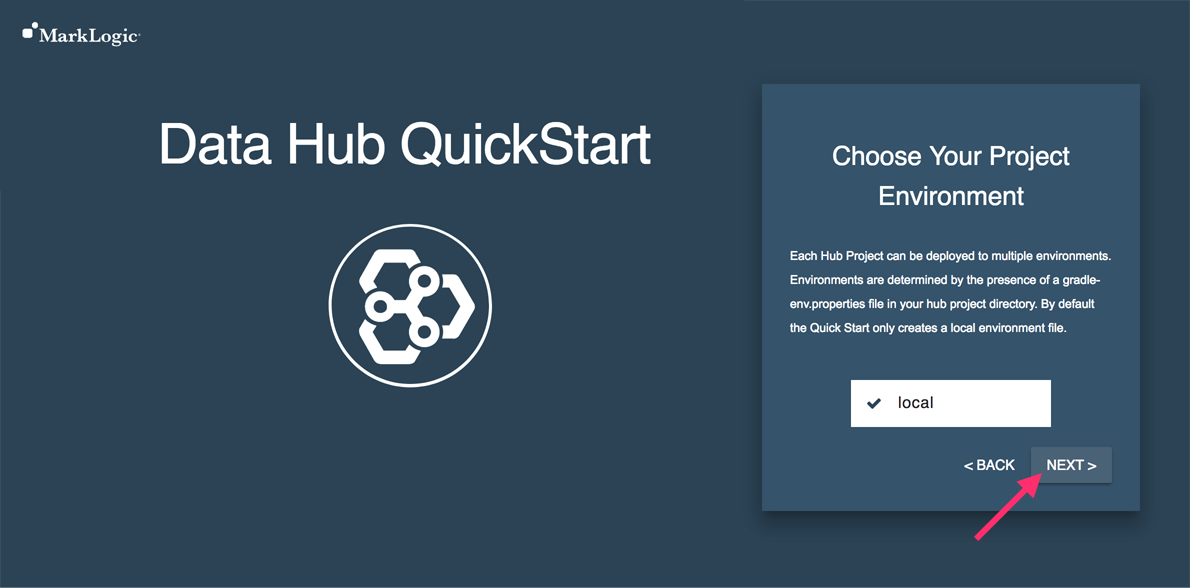 MarkLogic
Data Hub QuickStart
Choose Your Project
Environment
Each Hub Project can be deployed to multiple environments.
Environments are determined by the presence of a gradle-
env.properties file in your hub project directory. By default
the Quick Start only creates a local environment file.
local
< BACK
NEXT >